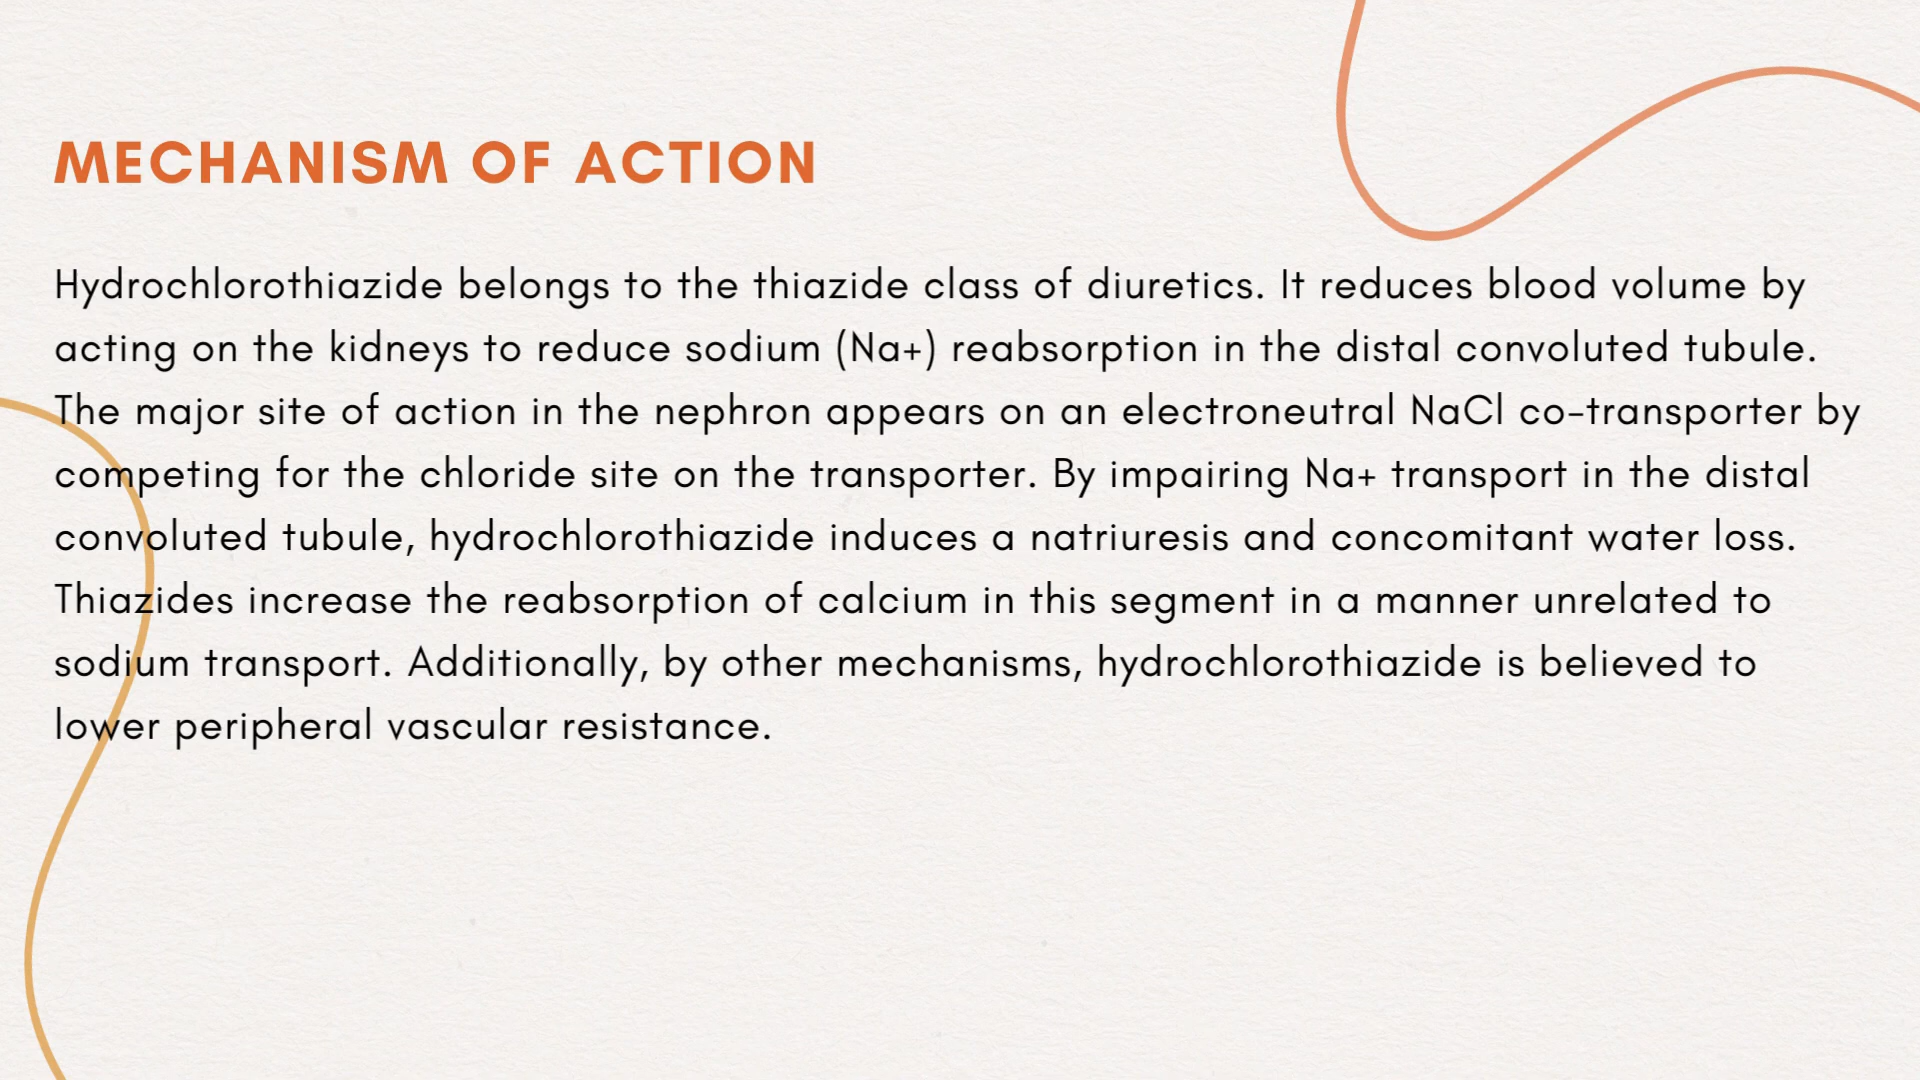 MECHANISM OF ACTION
Hydrochlorothiazide belongs to the thiazide class of diuretics. It reduces blood volume by
acting on the kidneys to reduce sodium (Na+) reabsorption in the distal convoluted tubule.
The major site of action in the nephron appears on an electroneutral NaCl co-transporter by
competing for the chloride site on the transporter. By impairing Na+ transport in the distal
convoluted tubule, hydrochlorothiazide induces a natriuresis and concomitant water loss.
Thiazides increase the reabsorption of calcium in this segment in a manner unrelated to
sodium transport. Additionally, by other mechanisms, hydrochlorothiazide is believed to
lower peripheral vascular resistance.